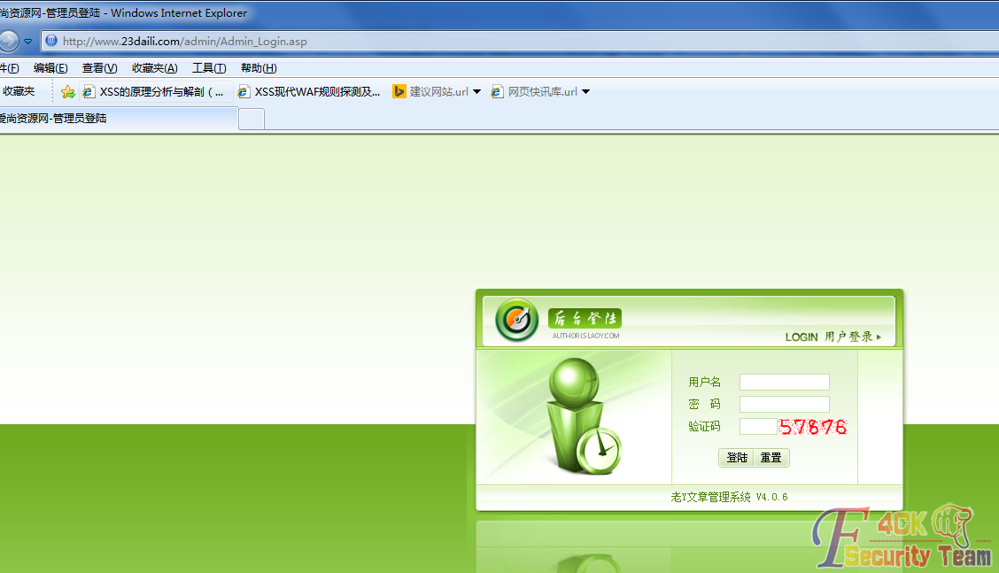 尚资源网-管理员登陆 - Windows Internet Explorer
http://www.23daili.com/admin/Admin_Login.asp
件(F) 编辑(E) 查看(V) 收藏夹(A) 工具(T) 帮助(H)
收藏夹 XSS的原理分析与解剖（... XSS现代WAF规则探测及... 建议网站.url 网页快讯库.url
爱尚资源网-管理员登陆
后台登陆
AUTHOR IS LAOY.COM
LOGIN 用户登录
用户名
密 码
验证码 57876
登陆 重置
老Y文章管理系统 V4.0.6
F4CK
Security Team